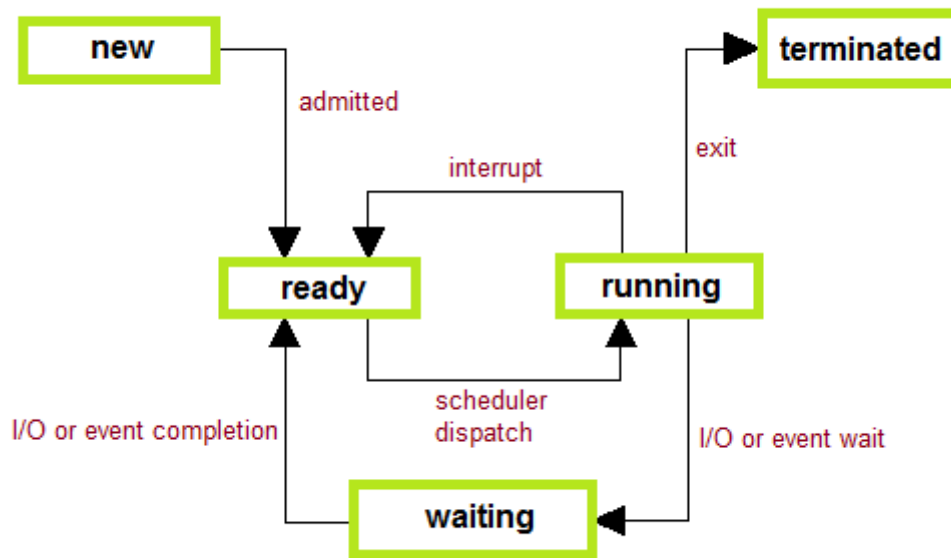 new
terminated
admitted
exit
interrupt
ready
running
scheduler
dispatch
I/O or event completion
I/O or event wait
waiting